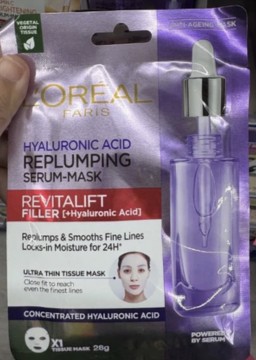 VEGETAL
ORIGIN
TISSUE
L'ORÉAL
PARIS
HYALURONIC ACID
REPLUMPING
SERUM-MASK
REVITALIFT
FILLER [+Hyaluronic Acid]
Replumps & Smooths Fine Lines
Locks-in Moisture for 24H*
ULTRA THIN TISSUE MASK
Close fit to reach
even the finest lines
CONCENTRATED HYALURONIC ACID
X1
TISSUE MASK 28g
POWERED
BY SERUM